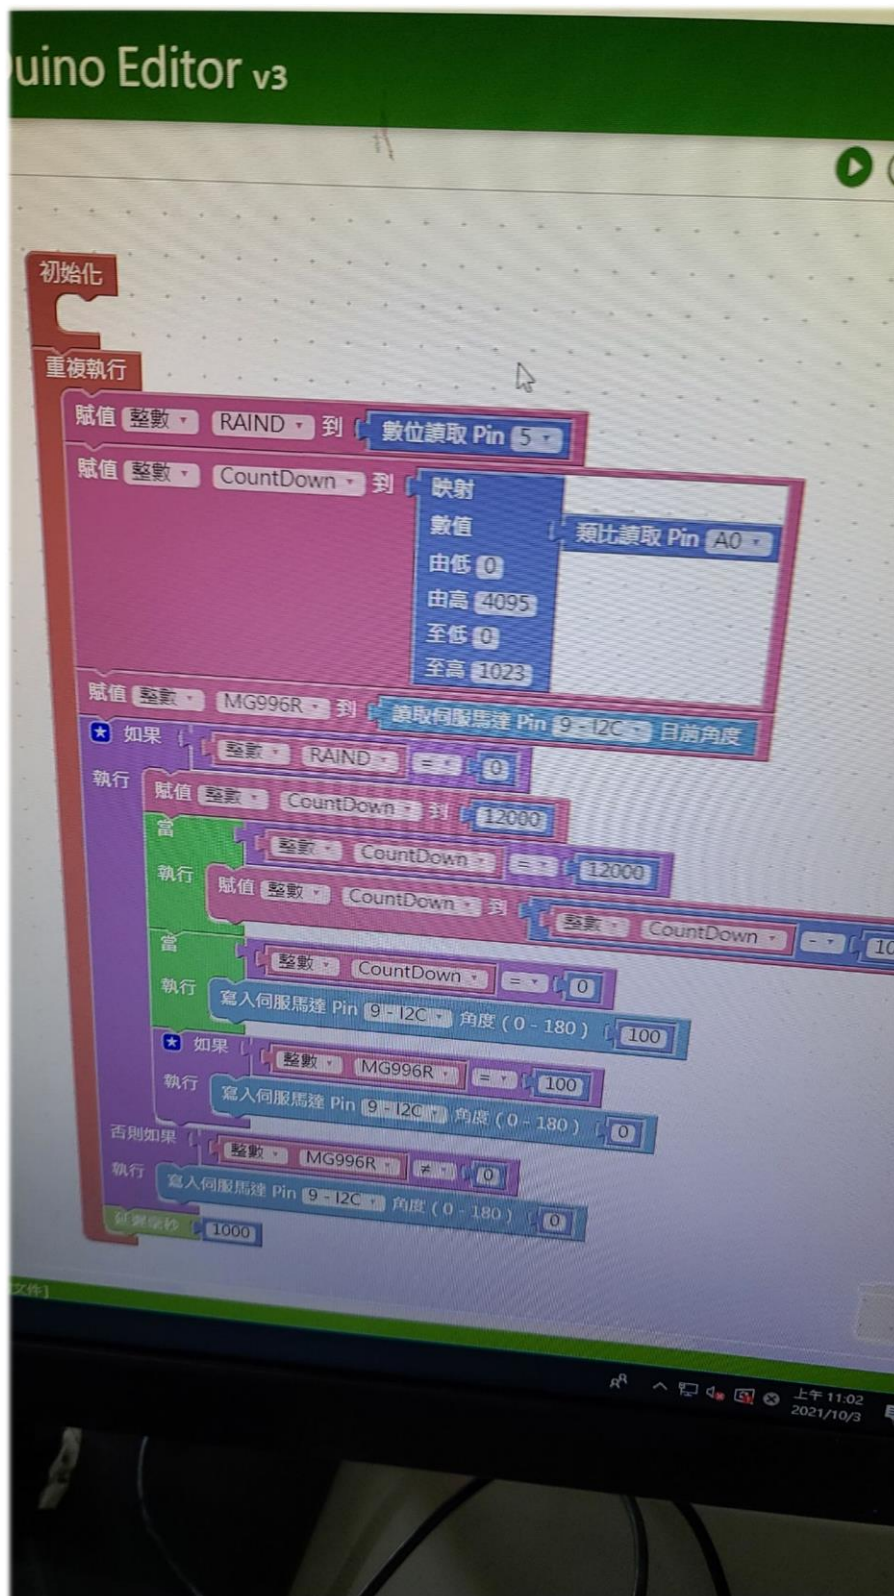 uino Editor v3
初始化
重複執行
賦值 整數 RAIND 到 數位讀取 Pin 5
賦值 整數 CountDown 到 映射
數值 類比讀取 Pin A0
由低 0
由高 4095
至低 0
至高 1023
賦值 整數 MG996R 到 讀取伺服馬達 Pin 9 - I2C 目前角度
如果 整數 RAIND = 0
執行 賦值 整數 CountDown 到 12000
當 整數 CountDown = 12000
執行 賦值 整數 CountDown 到 整數 CountDown - 10
當 整數 CountDown = 0
執行 寫入伺服馬達 Pin 9 - I2C 角度 ( 0 - 180 ) 100
如果 整數 MG996R = 100
執行 寫入伺服馬達 Pin 9 - I2C 角度 ( 0 - 180 ) 0
否則如果 整數 MG996R ≠ 0
執行 寫入伺服馬達 Pin 9 - I2C 角度 ( 0 - 180 ) 0
延遲毫秒 1000
文件]
上午 11:02
2021/10/3